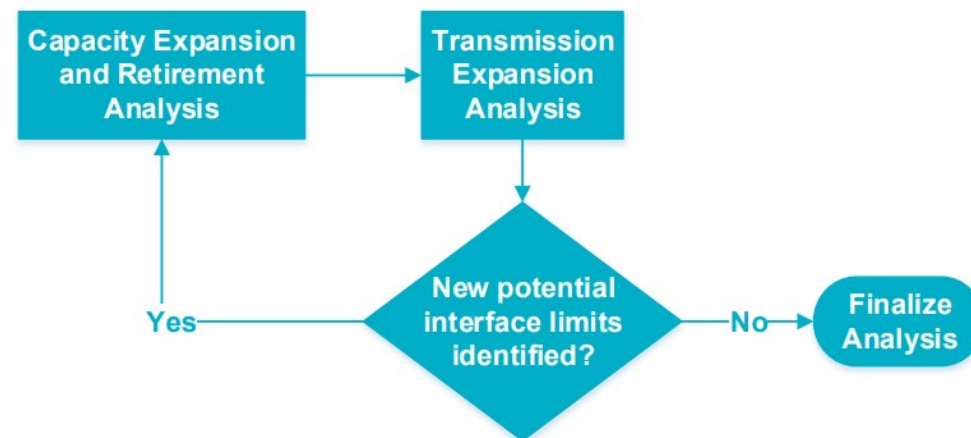 Capacity Expansion
and Retirement
Analysis
Transmission
Expansion
Analysis
New potential
interface limits
identified?
Yes
No
Finalize
Analysis